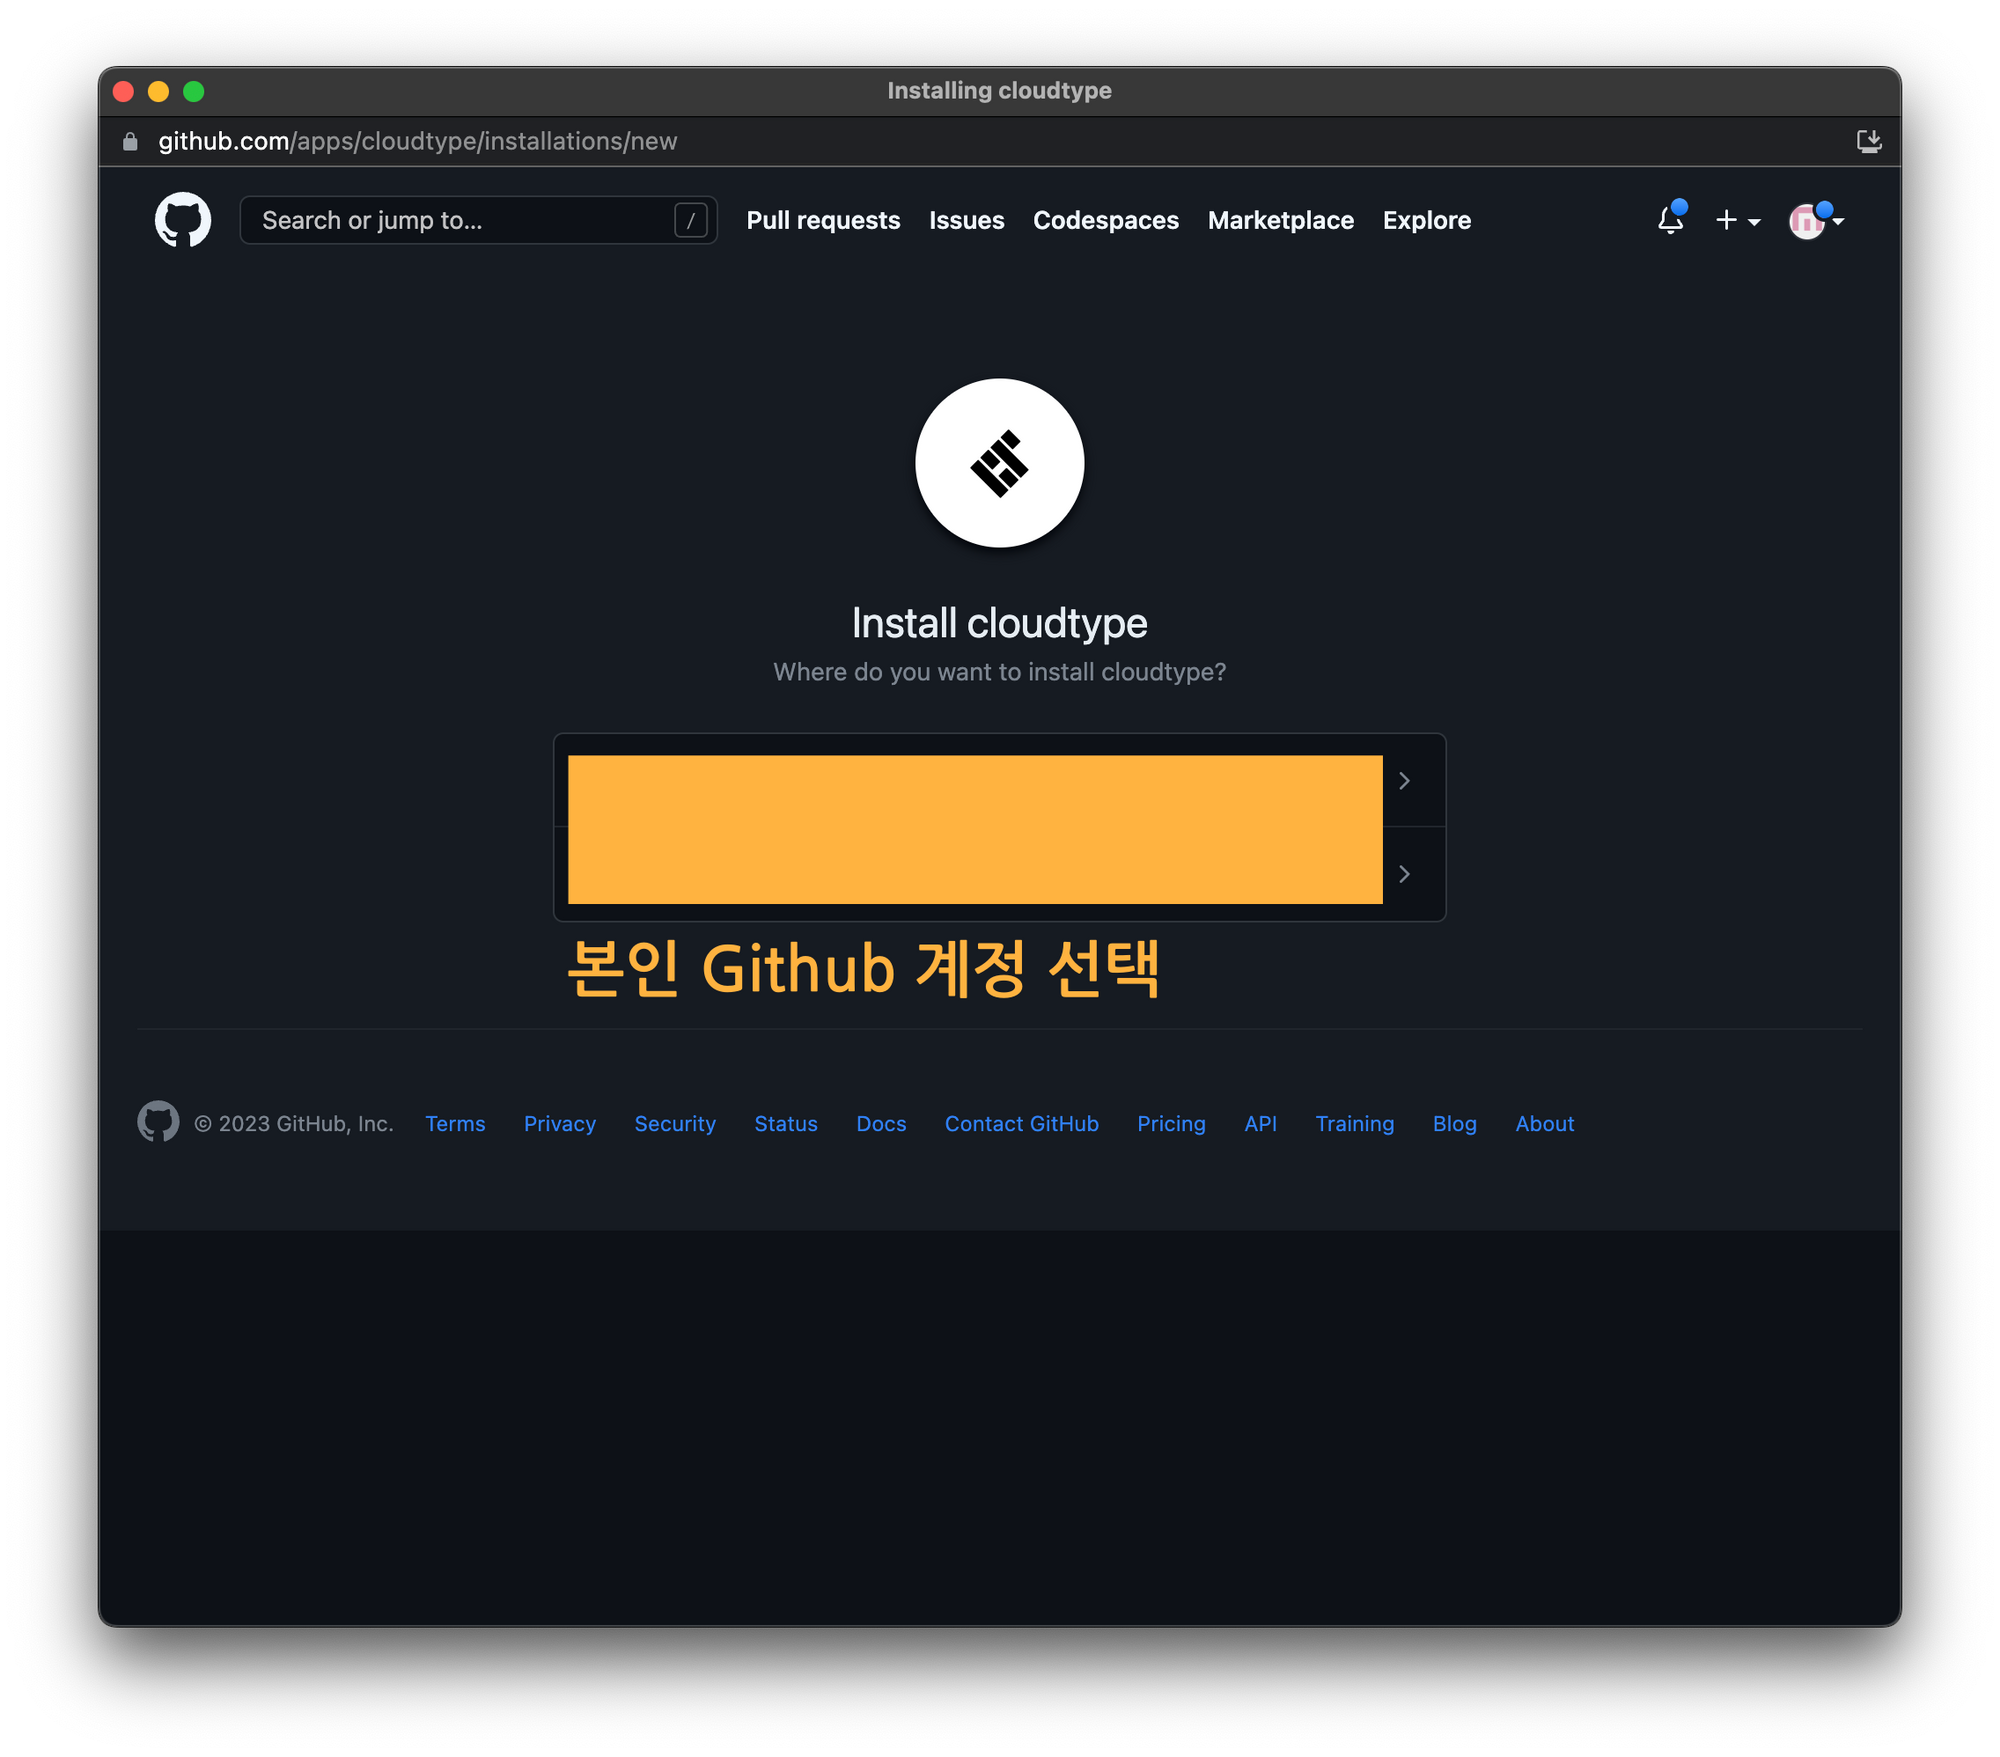 Installing cloudtype
github.com/apps/cloudtype/installations/new
Search or jump to... / Pull requests Issues Codespaces Marketplace Explore
Install cloudtype
Where do you want to install cloudtype?
본인 Github 계정 선택
© 2023 GitHub, Inc. Terms Privacy Security Status Docs Contact GitHub Pricing API Training Blog About